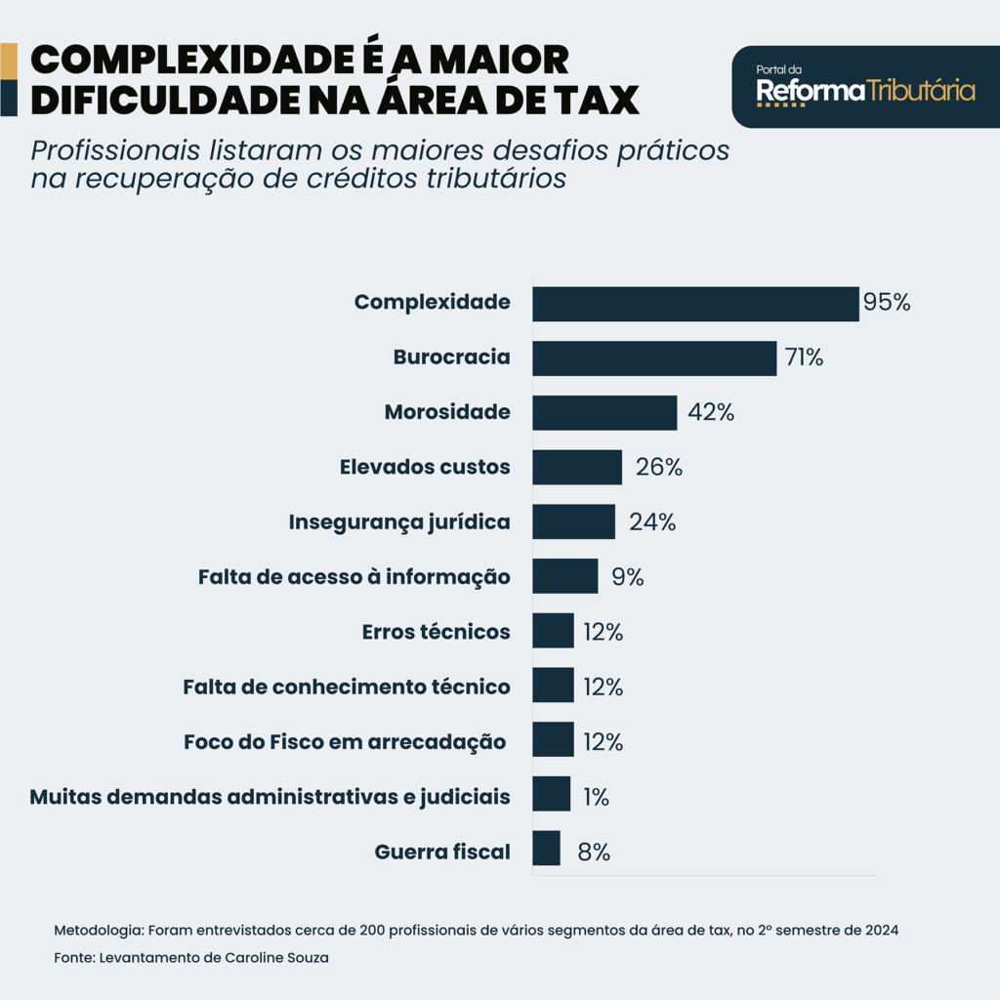 COMPLEXIDADE É A MAIOR
DIFICULDADE NA ÁREA DE TAX
Portal da
ReformaTributária
Profissionais listaram os maiores desafios práticos
na recuperação de créditos tributários
Complexidade 95%
Burocracia 71%
Morosidade 42%
Elevados custos 26%
Insegurança jurídica 24%
Falta de acesso à informação 9%
Erros técnicos 12%
Falta de conhecimento técnico 12%
Foco do Fisco em arrecadação 12%
Muitas demandas administrativas e judiciais 1%
Guerra fiscal 8%
Metodologia: Foram entrevistados cerca de 200 profissionais de vários segmentos da área de tax, no 2º semestre de 2024
Fonte: Levantamento de Caroline Souza